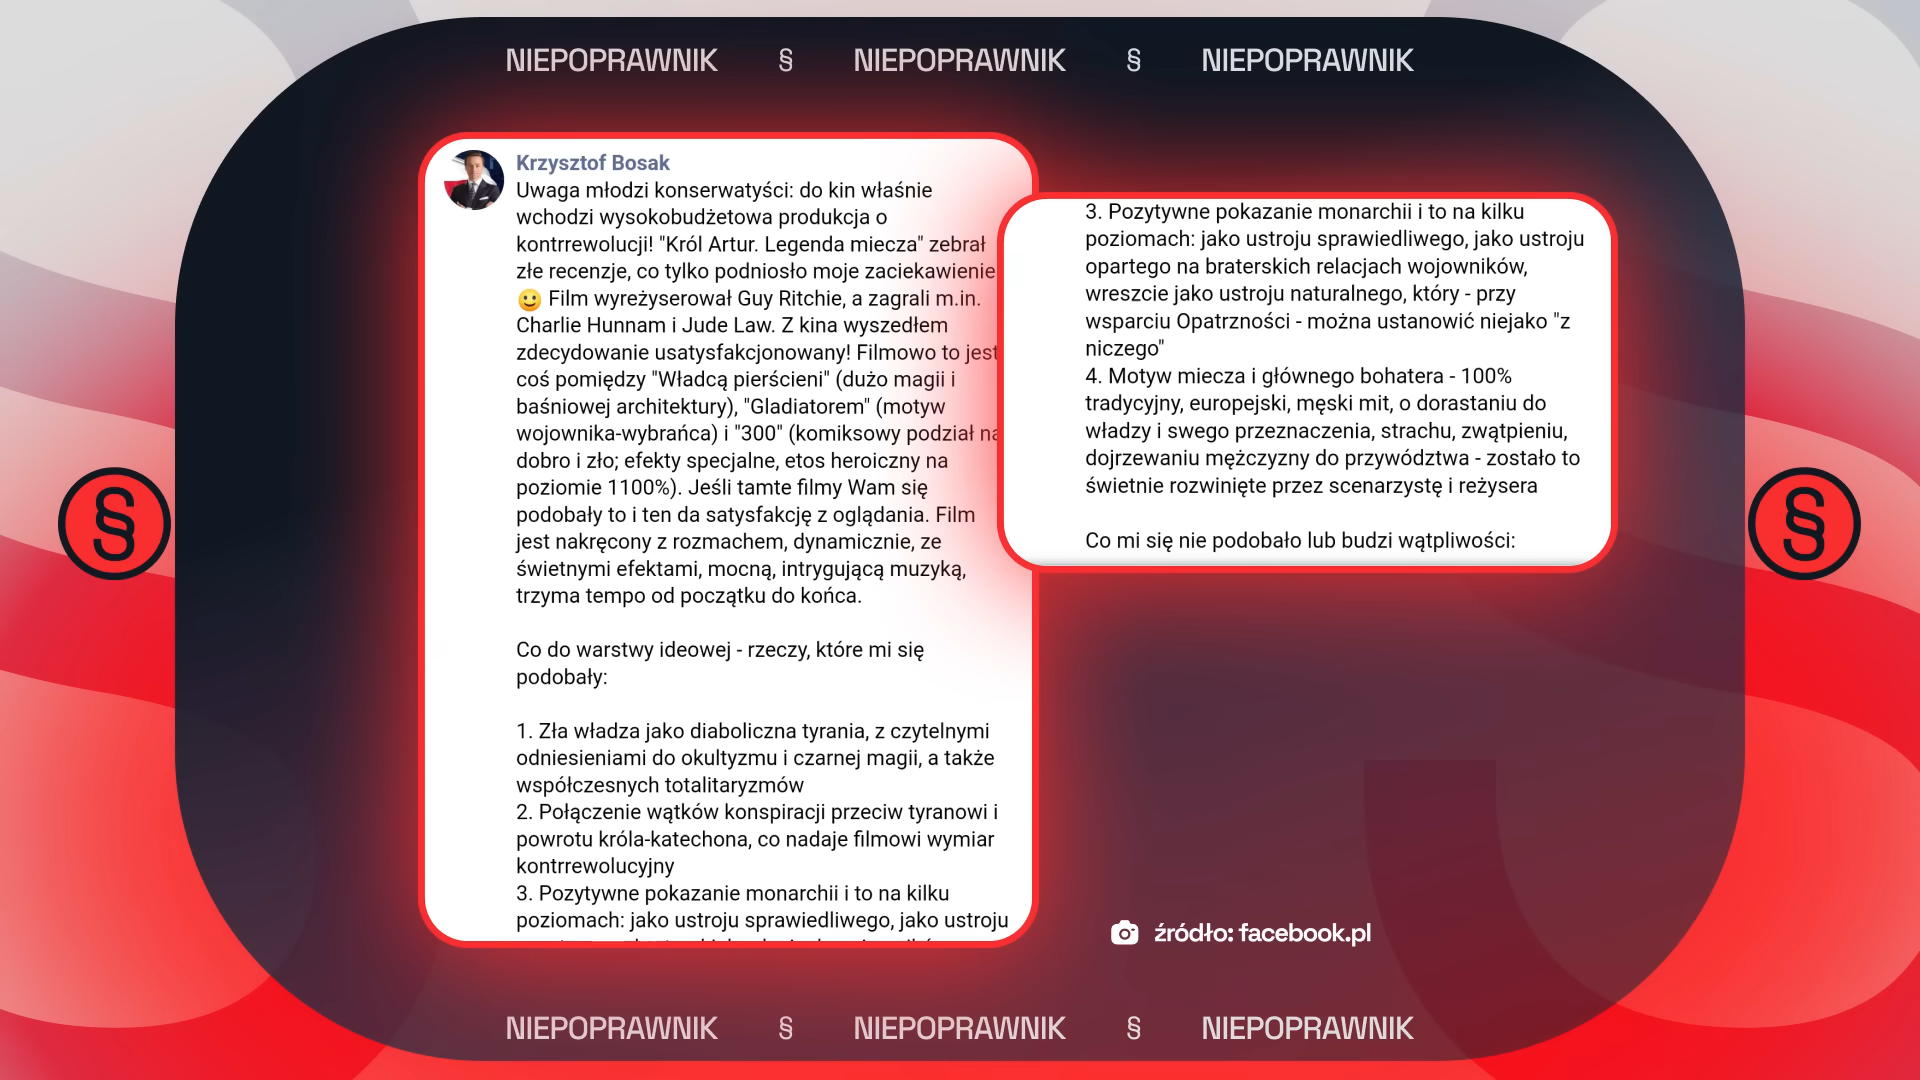 NIEPOPRAWNIK § NIEPOPRAWNIK § NIEPOPRAWNIK
Krzysztof Bosak
Uwaga młodzi konserwatyści: do kin właśnie
wchodzi wysokobudżetowa produkcja o
kontrrewolucji! "Król Artur. Legenda miecza" zebrał
złe recenzje, co tylko podniosło moje zaciekawienie
🙂 Film wyreżyserował Guy Ritchie, a zagrali m.in.
Charlie Hunnam i Jude Law. Z kina wyszedłem
zdecydowanie usatysfakcjonowany! Filmowo to jest
coś pomiędzy "Władcą pierścieni" (dużo magii i
baśniowej architektury), "Gladiatorem" (motyw
wojownika-wybrańca) i "300" (komiksowy podział na
dobro i zło; efekty specjalne, etos heroiczny na
poziomie 1100%). Jeśli tamte filmy Wam się
podobały to i ten da satysfakcję z oglądania. Film
jest nakręcony z rozmachem, dynamicznie, ze
świetnymi efektami, mocną, intrygującą muzyką,
trzyma tempo od początku do końca.
Co do warstwy ideowej - rzeczy, które mi się
podobały:
1. Zła władza jako diaboliczna tyrania, z czytelnymi
odniesieniami do okultyzmu i czarnej magii, a także
współczesnych totalitaryzmów
2. Połączenie wątków konspiracji przeciw tyranowi i
powrotu króla-katechona, co nadaje filmowi wymiar
kontrrewolucyjny
3. Pozytywne pokazanie monarchii i to na kilku
poziomach: jako ustroju sprawiedliwego, jako ustroju
3. Pozytywne pokazanie monarchii i to na kilku
poziomach: jako ustroju sprawiedliwego, jako ustroju
opartego na braterskich relacjach wojowników,
wreszcie jako ustroju naturalnego, który - przy
wsparciu Opatrzności - można ustanowić niejako "z
niczego"
4. Motyw miecza i głównego bohatera - 100%
tradycyjny, europejski, męski mit, o dorastaniu do
władzy i swego przeznaczenia, strachu, zwątpieniu,
dojrzewaniu mężczyzny do przywództwa - zostało to
świetnie rozwinięte przez scenarzystę i reżysera
Co mi się nie podobało lub budzi wątpliwości:
§
§
źródło: facebook.pl
NIEPOPRAWNIK § NIEPOPRAWNIK § NIEPOPRAWNIK